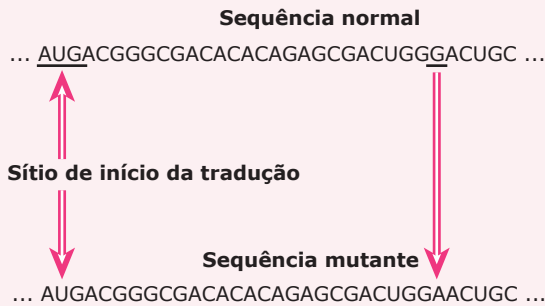 Sequência normal
... AUGACGGGCGACACACAGAGCGACUGGGACUGC ...
Sítio de início da tradução
Sequência mutante
... AUGACGGGCGACACACAGAGCGACUGGAACUGC ...